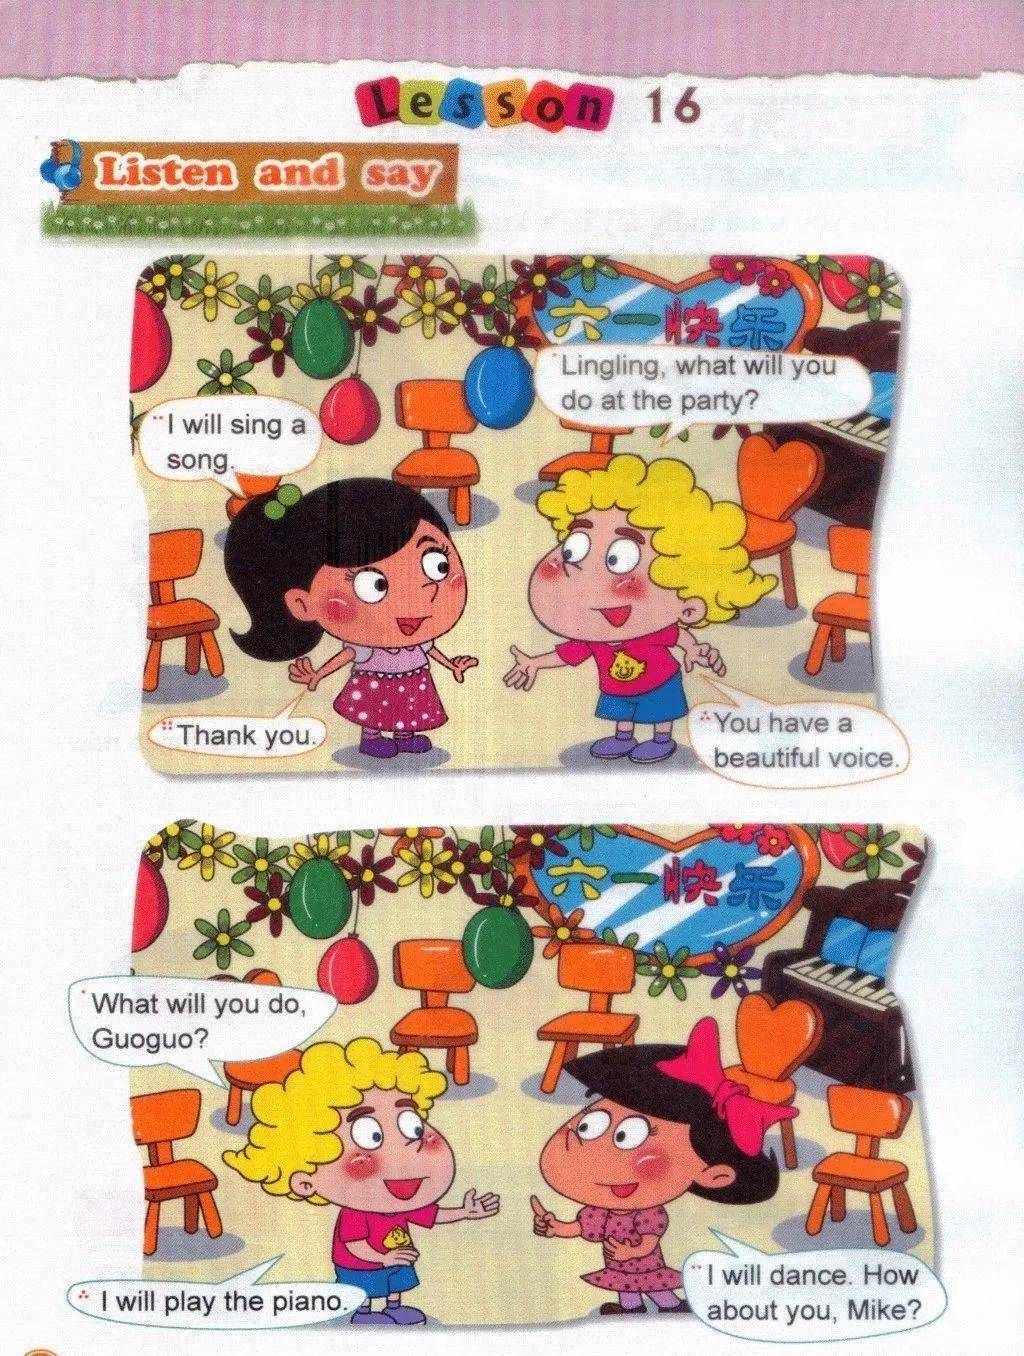 Lesson 16
Listen and say
六一快乐
Lingling, what will you
do at the party?
I will sing a
song.
You have a
beautiful voice.
Thank you.
六一快乐
What will you do,
Guoguo?
I will dance. How
about you, Mike?
I will play the piano.